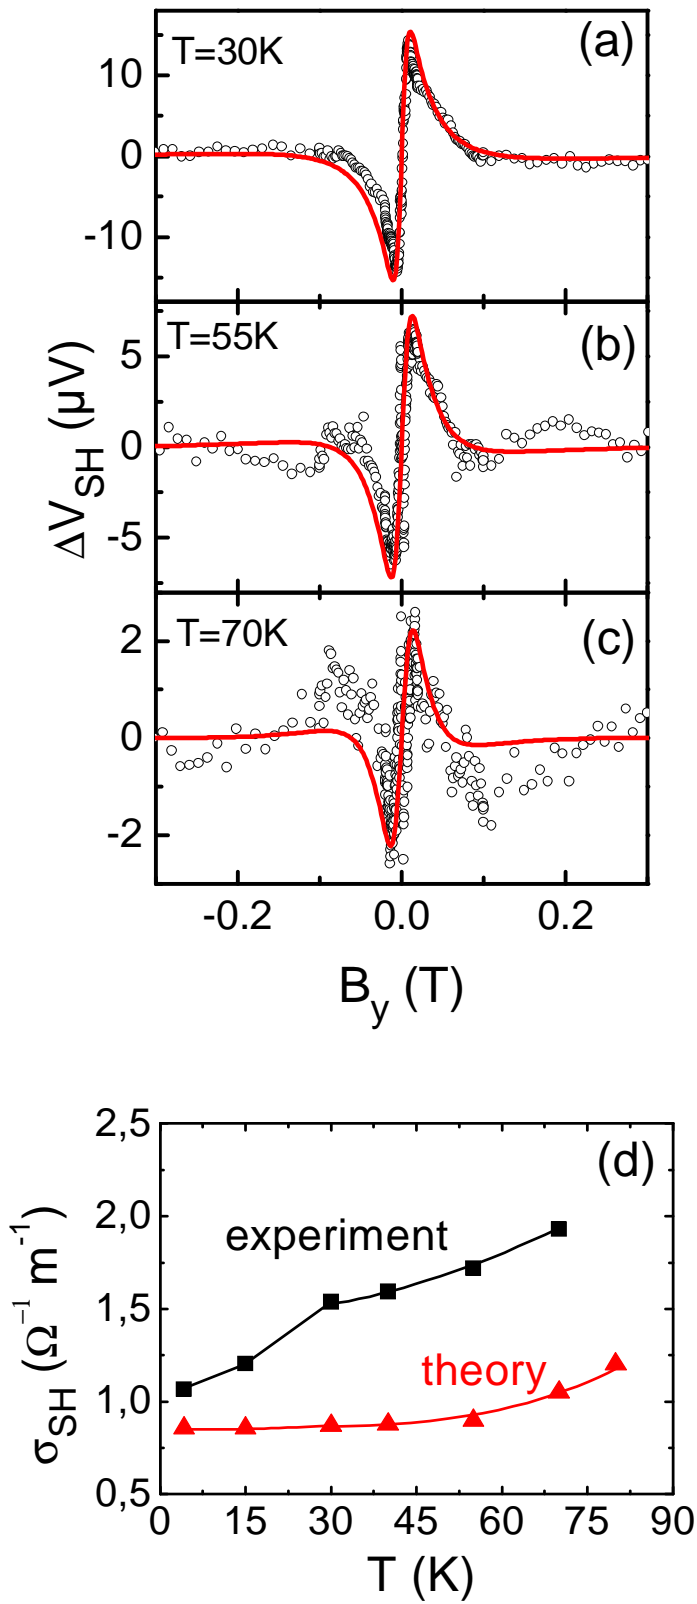 T=30K
(a)
10
0
-10
T=55K
(b)
5
0
-5
ΔV_SH (μV)
T=70K
(c)
2
0
-2
-0.2 0.0 0.2
B_y (T)
(d)
2,5
2,0
1,5
1,0
0,5
σ_SH (Ω⁻¹ m⁻¹)
experiment
theory
0 15 30 45 60 75 90
T (K)